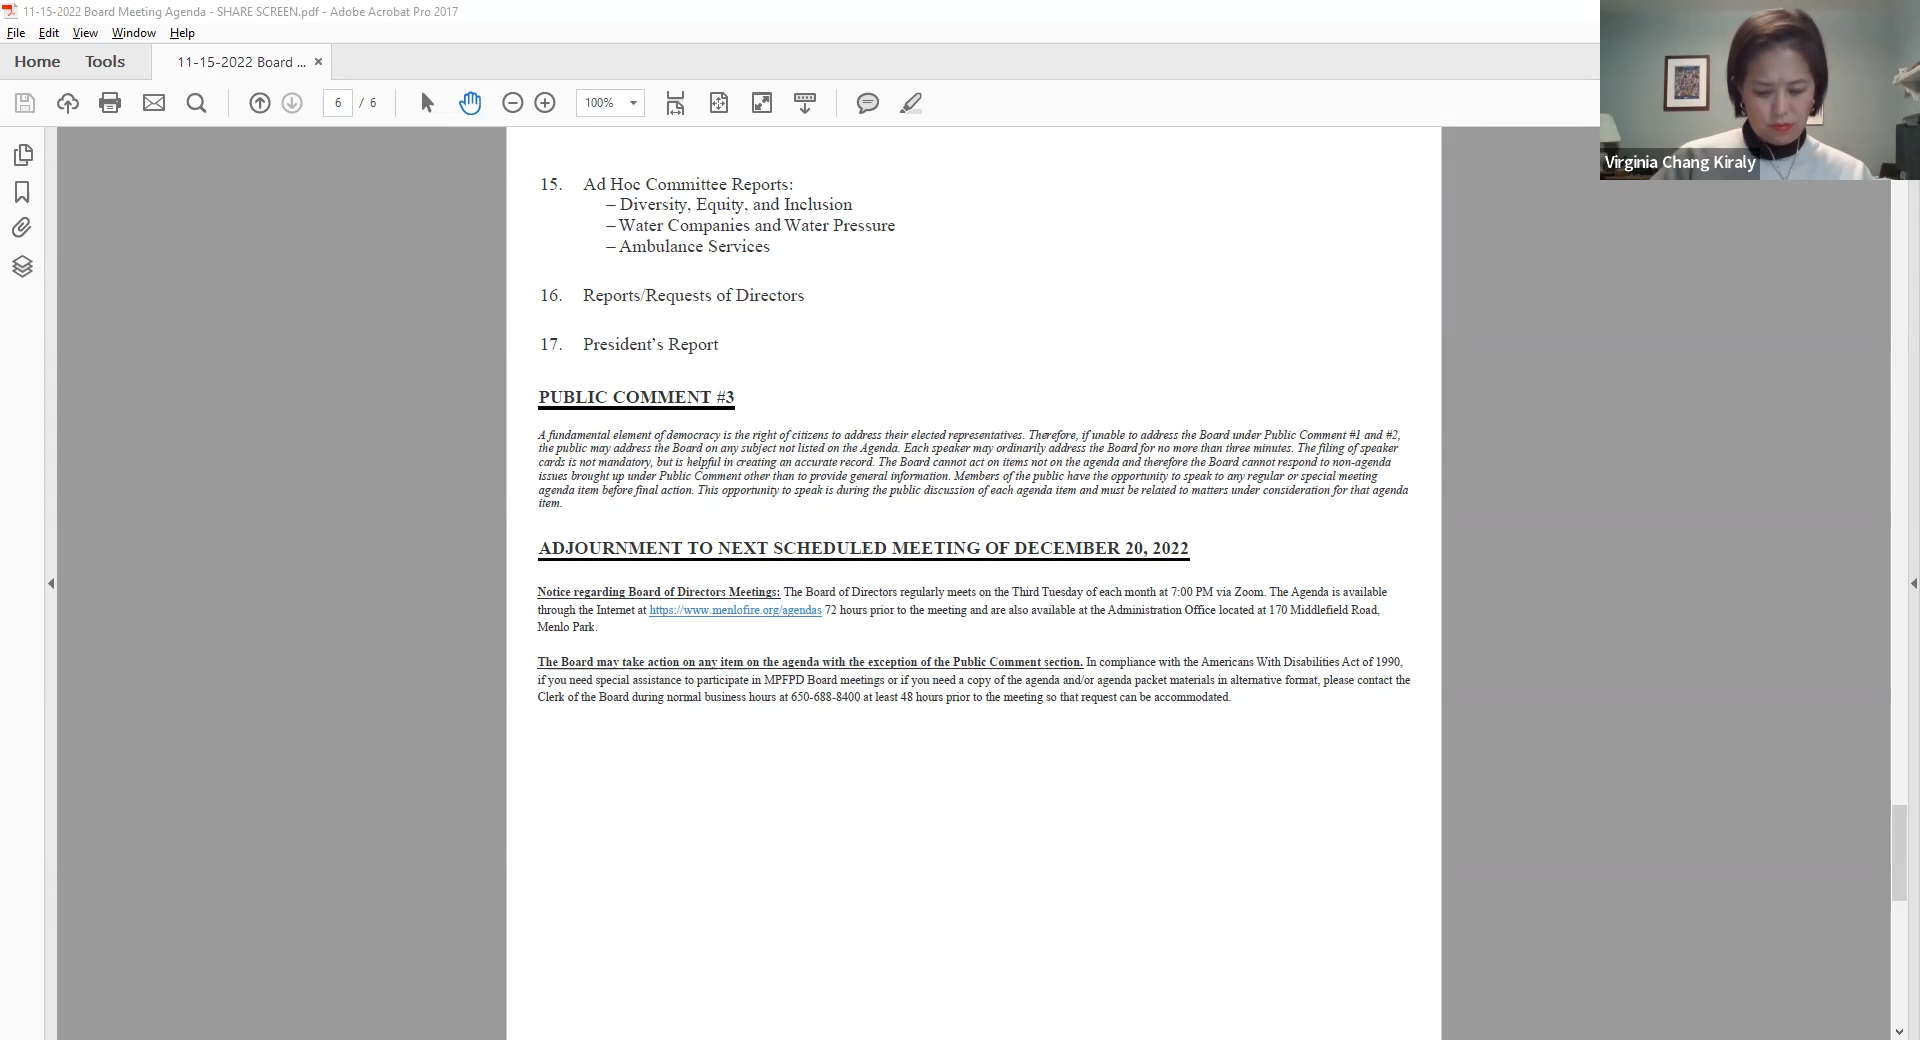 11-15-2022 Board Meeting Agenda - SHARE SCREEN.pdf - Adobe Acrobat Pro 2017
File Edit View Window Help
Home Tools 11-15-2022 Board ... ×
6 / 6 100%
Virginia Chang Kiraly
15. Ad Hoc Committee Reports:
– Diversity, Equity, and Inclusion
– Water Companies and Water Pressure
– Ambulance Services
16. Reports/Requests of Directors
17. President’s Report
PUBLIC COMMENT #3
A fundamental element of democracy is the right of citizens to address their elected representatives. Therefore, if unable to address the Board under Public Comment #1 and #2,
the public may address the Board on any subject not listed on the Agenda. Each speaker may ordinarily address the Board for no more than three minutes. The filing of speaker
cards is not mandatory, but is helpful in creating an accurate record. The Board cannot act on items not on the agenda and therefore the Board cannot respond to non-agenda
issues brought up under Public Comment other than to provide general information. Members of the public have the opportunity to speak to any regular or special meeting
agenda item before final action. This opportunity to speak is during the public discussion of each agenda item and must be related to matters under consideration for that agenda
item.
ADJOURNMENT TO NEXT SCHEDULED MEETING OF DECEMBER 20, 2022
Notice regarding Board of Directors Meetings: The Board of Directors regularly meets on the Third Tuesday of each month at 7:00 PM via Zoom. The Agenda is available
through the Internet at https://www.menlofire.org/agendas 72 hours prior to the meeting and are also available at the Administration Office located at 170 Middlefield Road,
Menlo Park.
The Board may take action on any item on the agenda with the exception of the Public Comment section. In compliance with the Americans With Disabilities Act of 1990,
if you need special assistance to participate in MPFPD Board meetings or if you need a copy of the agenda and/or agenda packet materials in alternative format, please contact the
Clerk of the Board during normal business hours at 650-688-8400 at least 48 hours prior to the meeting so that request can be accommodated.